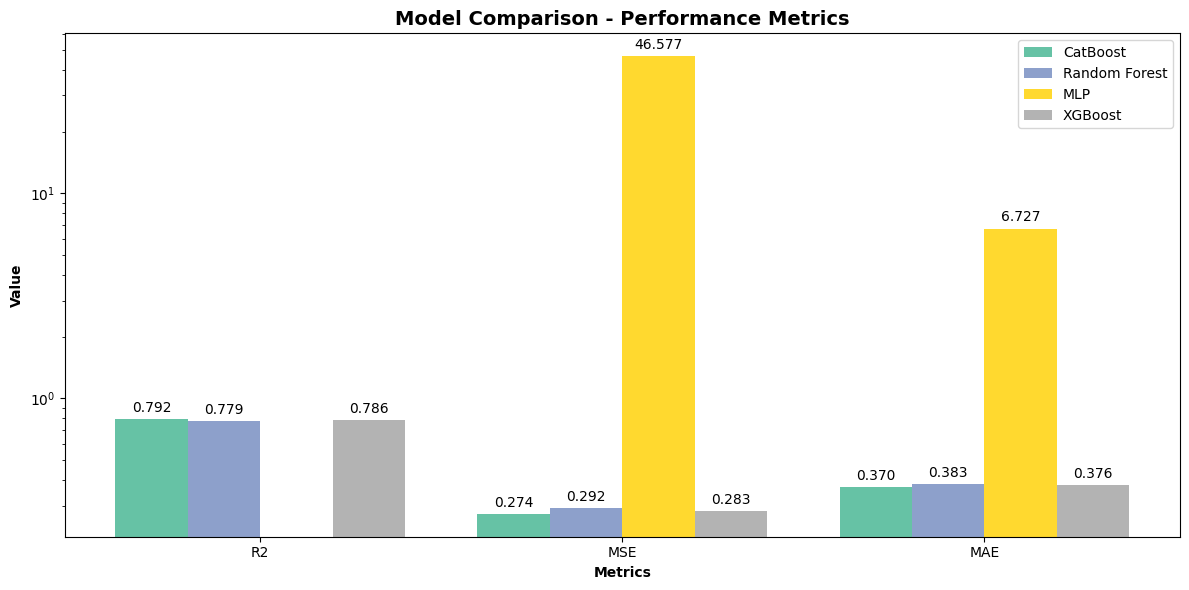 Model Comparison - Performance Metrics
46.577
CatBoost
Random Forest
MLP
XGBoost
10¹
6.727
Value
10⁰
0.792
0.779
0.786
0.274
0.292
0.283
0.370
0.383
0.376
R2
MSE
MAE
Metrics